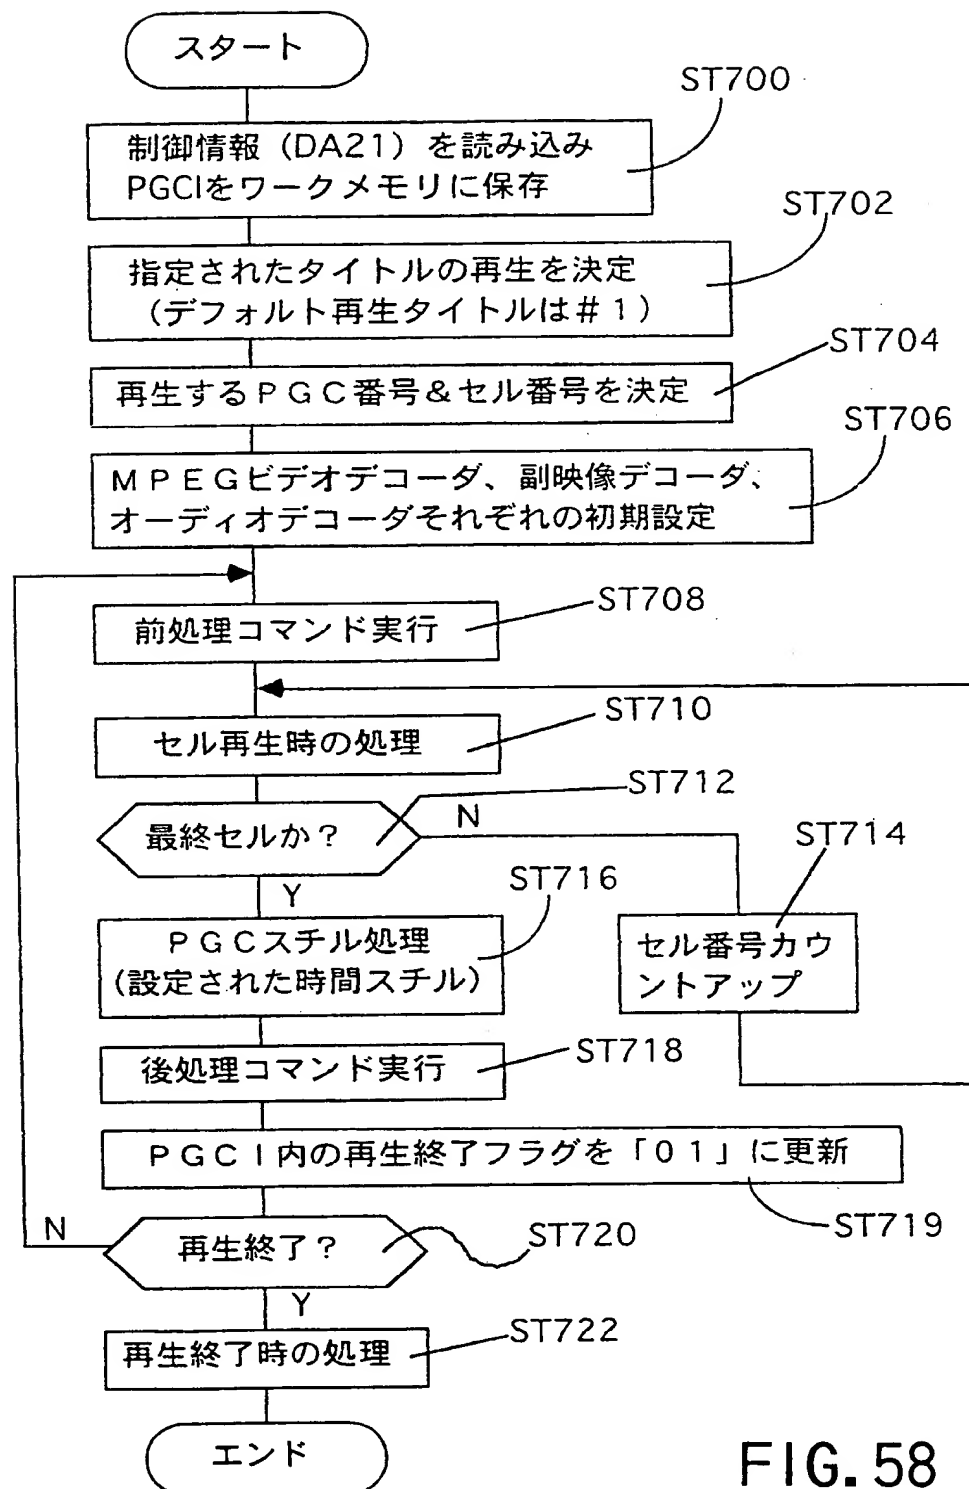 スタート
ST700
制御情報（DA21）を読み込み
PGCIをワークメモリに保存
ST702
指定されたタイトルの再生を決定
（デフォルト再生タイトルは＃１）
ST704
再生するＰＧＣ番号＆セル番号を決定
ST706
ＭＰＥＧビデオデコーダ、副映像デコーダ、
オーディオデコーダそれぞれの初期設定
ST708
前処理コマンド実行
ST710
セル再生時の処理
ST712
最終セルか？
N
ST714
Y
ST716
ＰＧＣスチル処理
(設定された時間スチル)
セル番号カウ
ントアップ
ST718
後処理コマンド実行
ＰＧＣＩ内の再生終了フラグを「０１」に更新
ST719
N
再生終了？
ST720
Y
ST722
再生終了時の処理
エンド
FIG.58